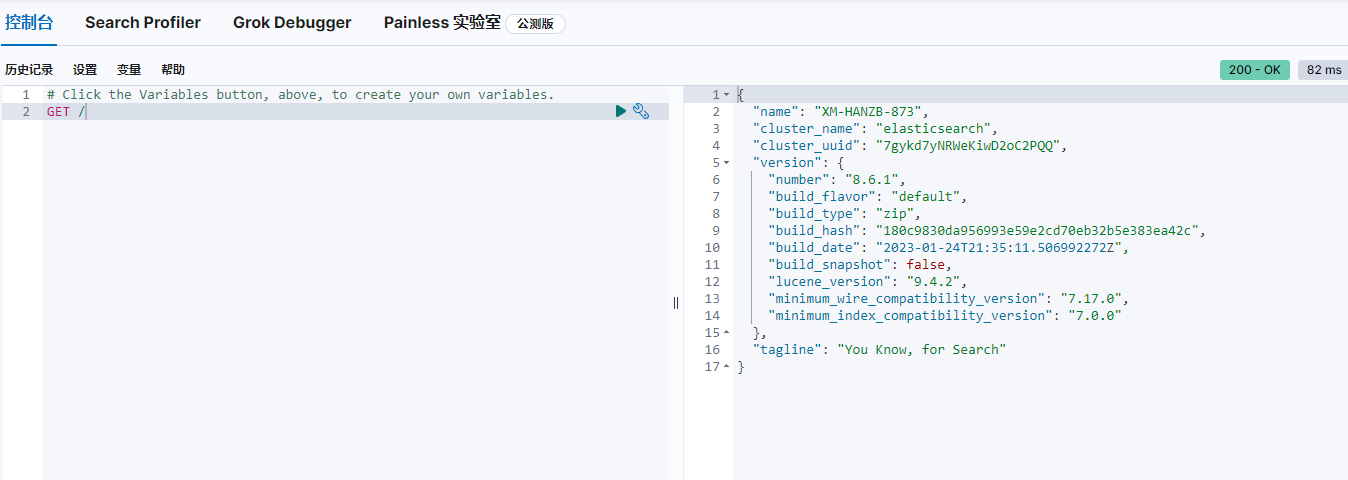 控制台 Search Profiler Grok Debugger Painless 实验室 公测版
历史记录 设置 变量 帮助 200 - OK 82 ms
1 # Click the Variables button, above, to create your own variables.
2 GET /
1 {
2 "name": "XM-HANZB-873",
3 "cluster_name": "elasticsearch",
4 "cluster_uuid": "7gykd7yNRWeKiwD2oC2PQQ",
5 "version": {
6 "number": "8.6.1",
7 "build_flavor": "default",
8 "build_type": "zip",
9 "build_hash": "180c9830da956993e59e2cd70eb32b5e383ea42c",
10 "build_date": "2023-01-24T21:35:11.506992272Z",
11 "build_snapshot": false,
12 "lucene_version": "9.4.2",
13 "minimum_wire_compatibility_version": "7.17.0",
14 "minimum_index_compatibility_version": "7.0.0"
15 },
16 "tagline": "You Know, for Search"
17 }